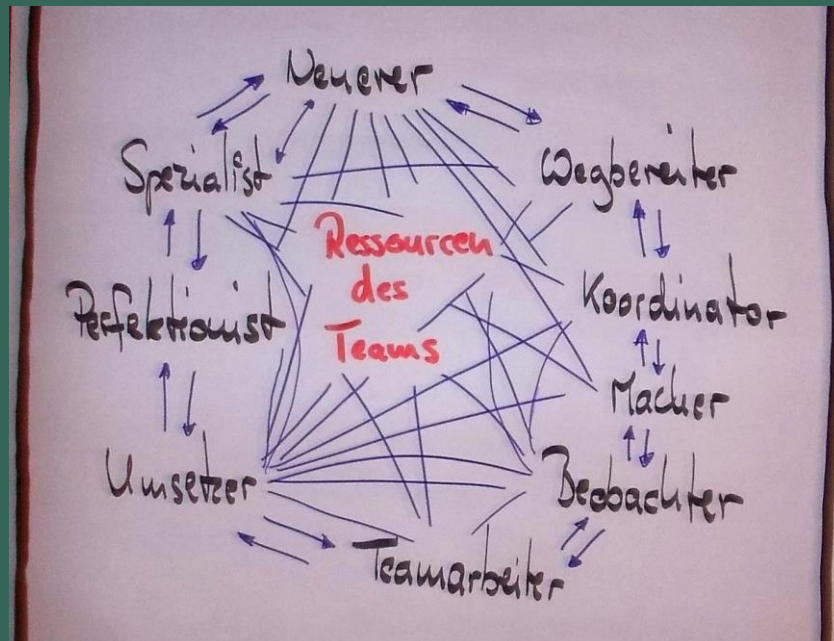 Neuerer
Spezialist
Wegbereiter
Ressourcen
des
Teams
Perfektionist
Koordinator
Macher
Umsetzer
Beobachter
Teamarbeiter